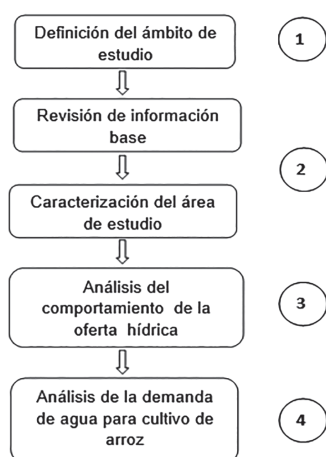 Definición del ámbito de
estudio
1
Revisión de información
base
2
Caracterización del área
de estudio
Análisis del
comportamiento de la
oferta hídrica
3
Análisis de la demanda
de agua para cultivo de
arroz
4